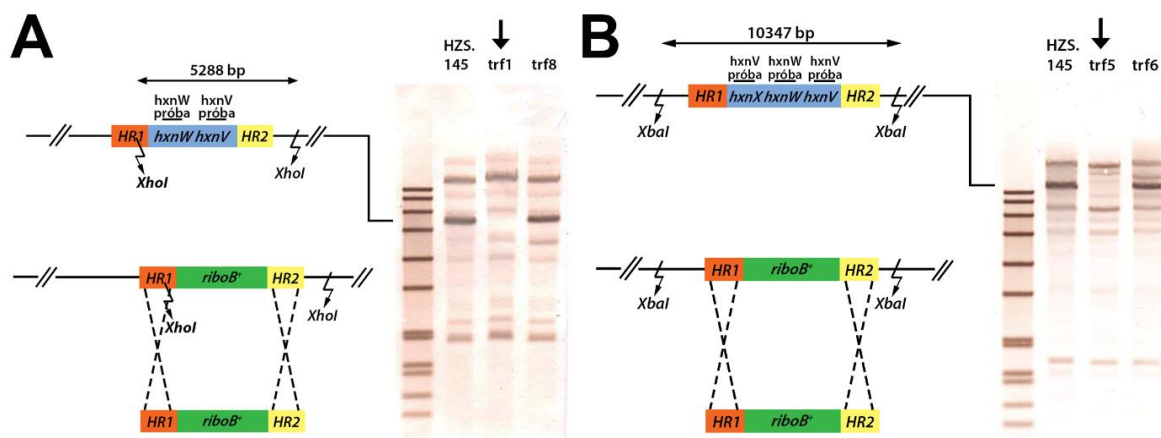 A
5288 bp
hxnW hxnV
próba próba
HR1 hxnW hxnV HR2
XhoI XhoI
HR1 riboB+ HR2
XhoI XhoI
HR1 riboB+ HR2
HZS.
145 trf1 trf8
B
10347 bp
hxnV hxnW hxnV
próba próba próba
HR1 hxnX hxnW hxnV HR2
XbaI XbaI
HR1 riboB+ HR2
XbaI XbaI
HR1 riboB+ HR2
HZS.
145 trf5 trf6